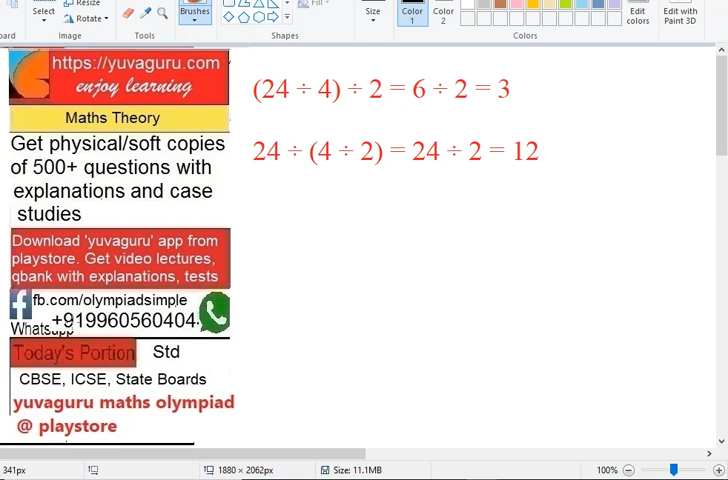 Resize
Rotate
Image
Tools
Brushes
Fill
Shapes
Size
Color
1
Color
2
Colors
Edit
colors
Edit with
Paint 3D
https://yuvaguru.com
enjoy learning
Maths Theory
Get physical/soft copies
of 500+ questions with
explanations and case
studies
Download 'yuvaguru' app from
playstore. Get video lectures,
qbank with explanations, tests
fb.com/olympiadsimple
+919960560404
Whatsapp
Today's Portion Std
CBSE, ICSE, State Boards
yuvaguru maths olympiad
@ playstore
(24 ÷ 4) ÷ 2 = 6 ÷ 2 = 3
24 ÷ (4 ÷ 2) = 24 ÷ 2 = 12
341px
1880 × 2062px
Size: 11.1MB
100%